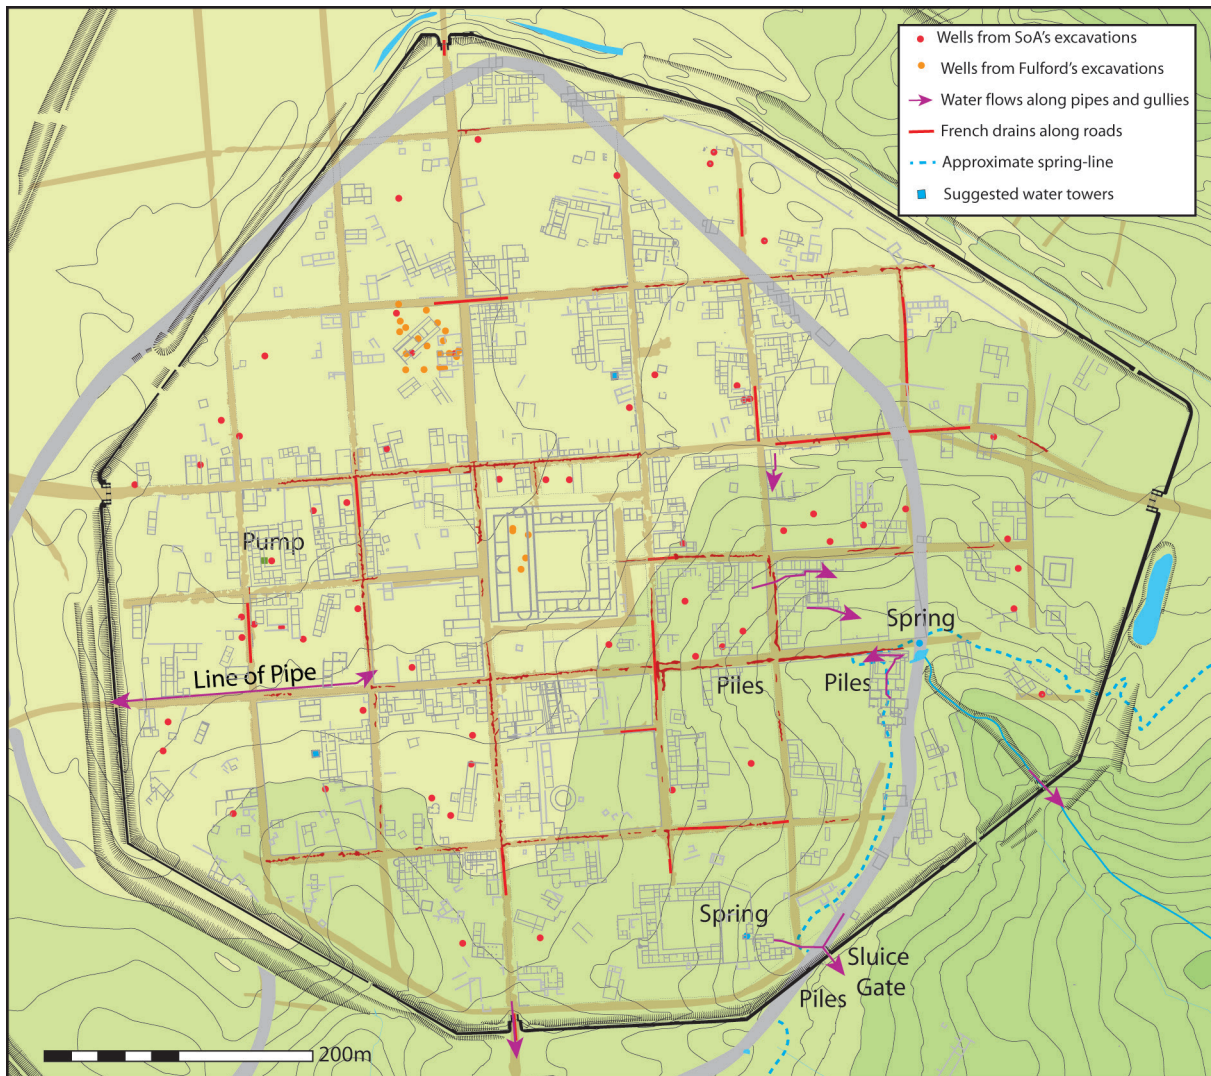 Wells from SoA's excavations
Wells from Fulford's excavations
Water flows along pipes and gullies
French drains along roads
Approximate spring-line
Suggested water towers
Pump
Spring
Line of Pipe
Piles
Piles
Spring
Sluice
Gate
Piles
200m